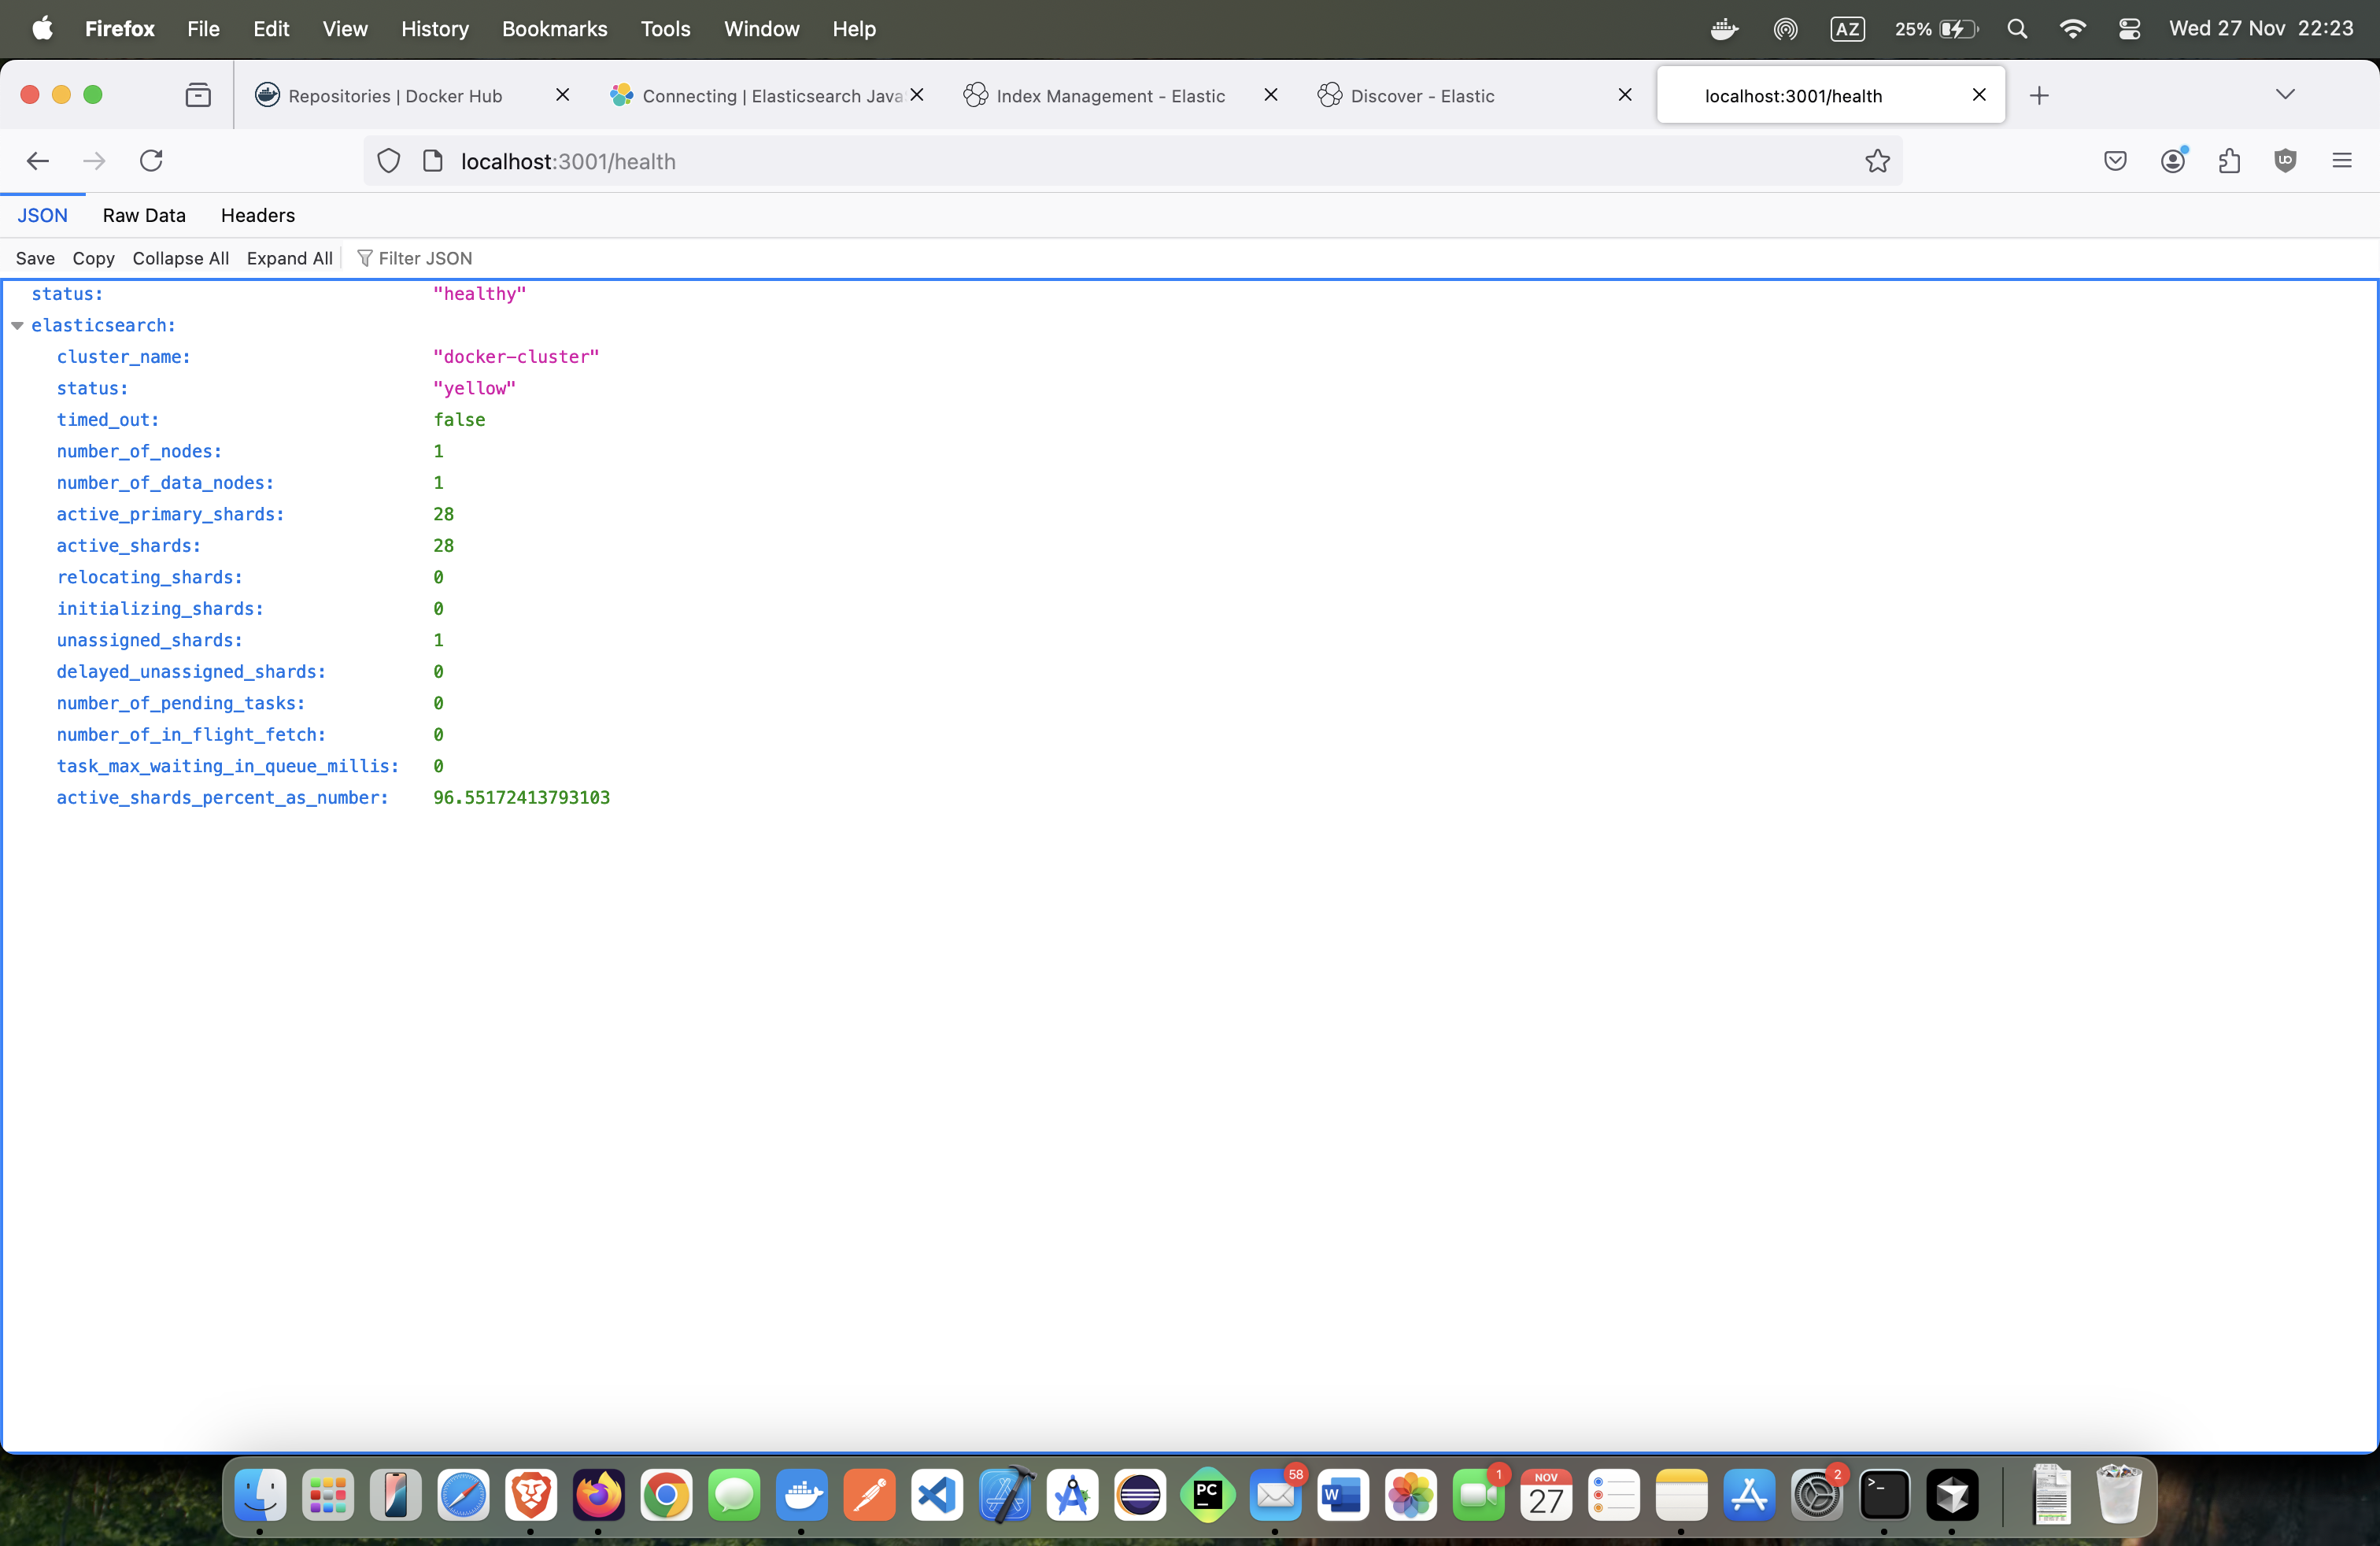 Firefox File Edit View History Bookmarks Tools Window Help AZ 25% Wed 27 Nov 22:23
Repositories | Docker Hub Connecting | Elasticsearch Java Index Management - Elastic Discover - Elastic localhost:3001/health
localhost:3001/health
JSON Raw Data Headers
Save Copy Collapse All Expand All Filter JSON
status: "healthy"
elasticsearch:
cluster_name: "docker-cluster"
status: "yellow"
timed_out: false
number_of_nodes: 1
number_of_data_nodes: 1
active_primary_shards: 28
active_shards: 28
relocating_shards: 0
initializing_shards: 0
unassigned_shards: 1
delayed_unassigned_shards: 0
number_of_pending_tasks: 0
number_of_in_flight_fetch: 0
task_max_waiting_in_queue_millis: 0
active_shards_percent_as_number: 96.55172413793103
PC 58 W 1 NOV 27 2 >_